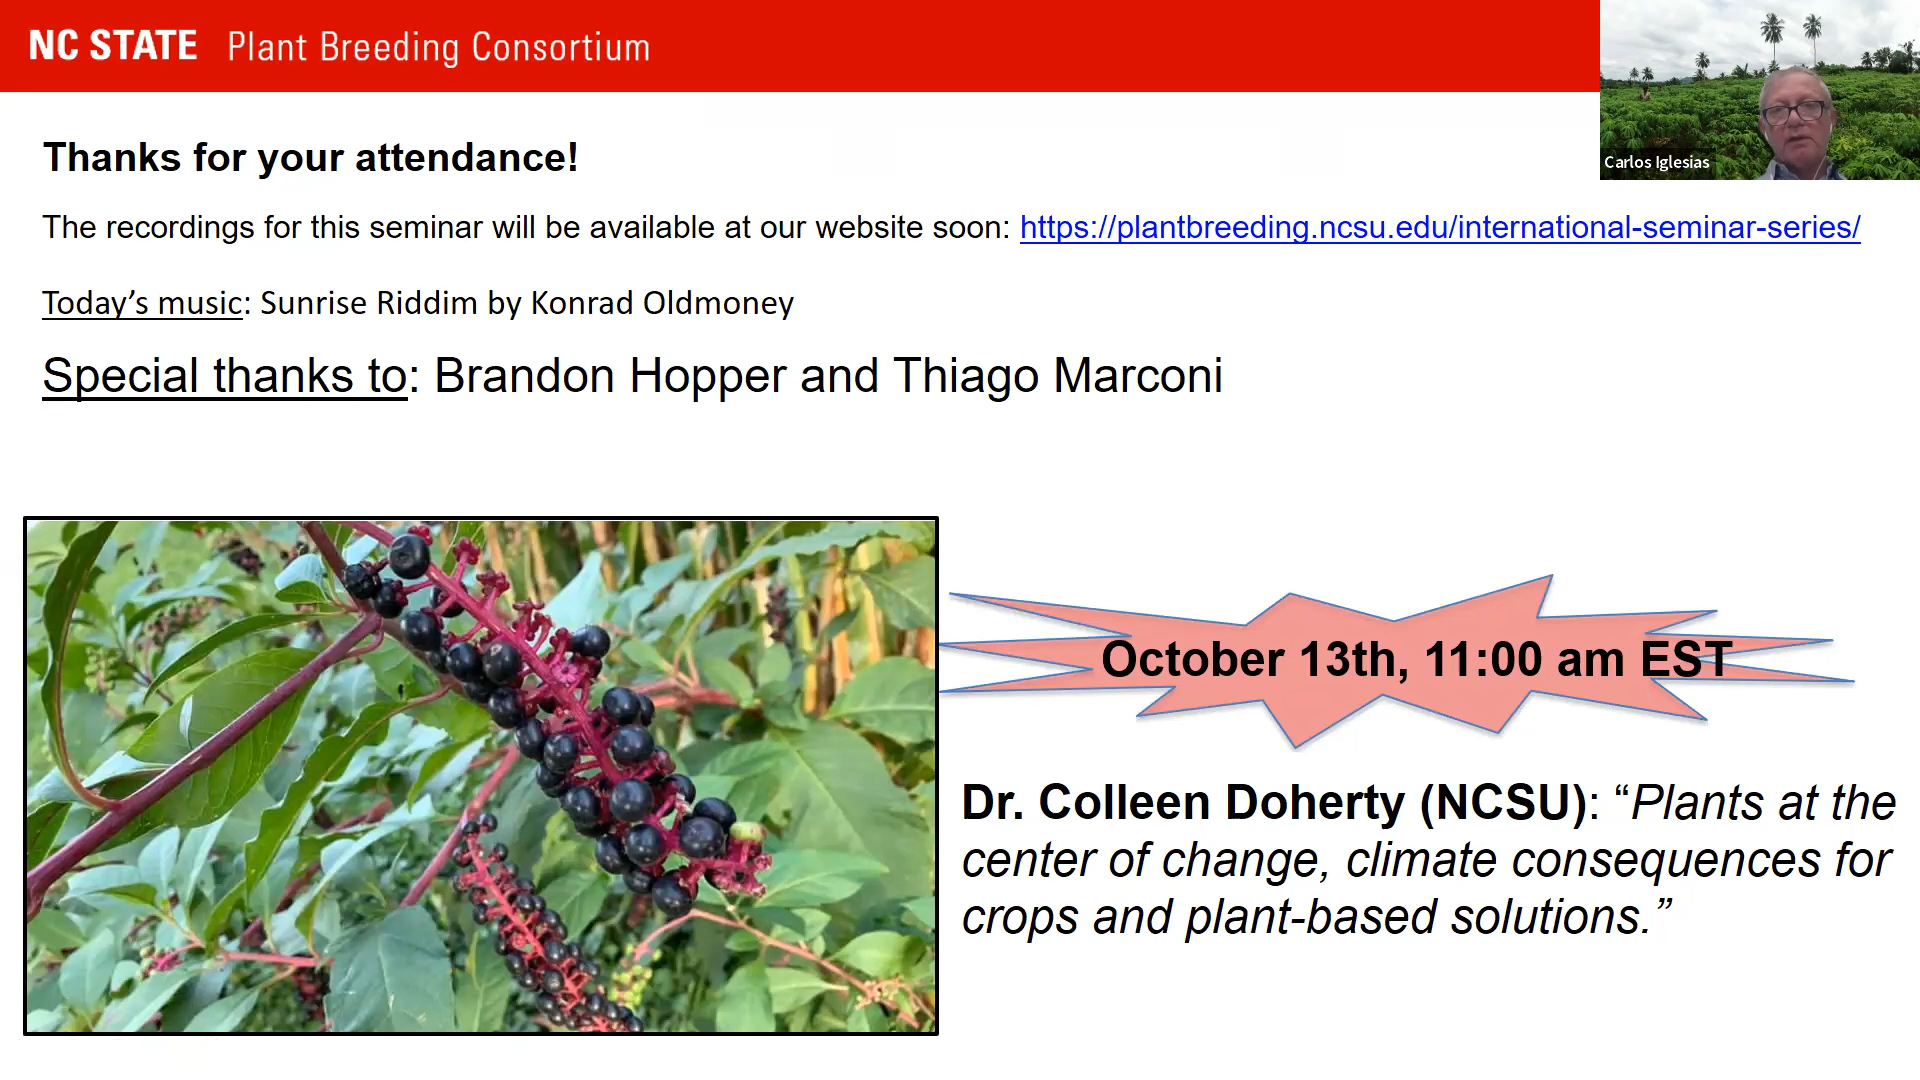 NC STATE Plant Breeding Consortium
Carlos Iglesias
Thanks for your attendance!
The recordings for this seminar will be available at our website soon: https://plantbreeding.ncsu.edu/international-seminar-series/
Today’s music: Sunrise Riddim by Konrad Oldmoney
Special thanks to: Brandon Hopper and Thiago Marconi
October 13th, 11:00 am EST
Dr. Colleen Doherty (NCSU): “Plants at the
center of change, climate consequences for
crops and plant-based solutions.”